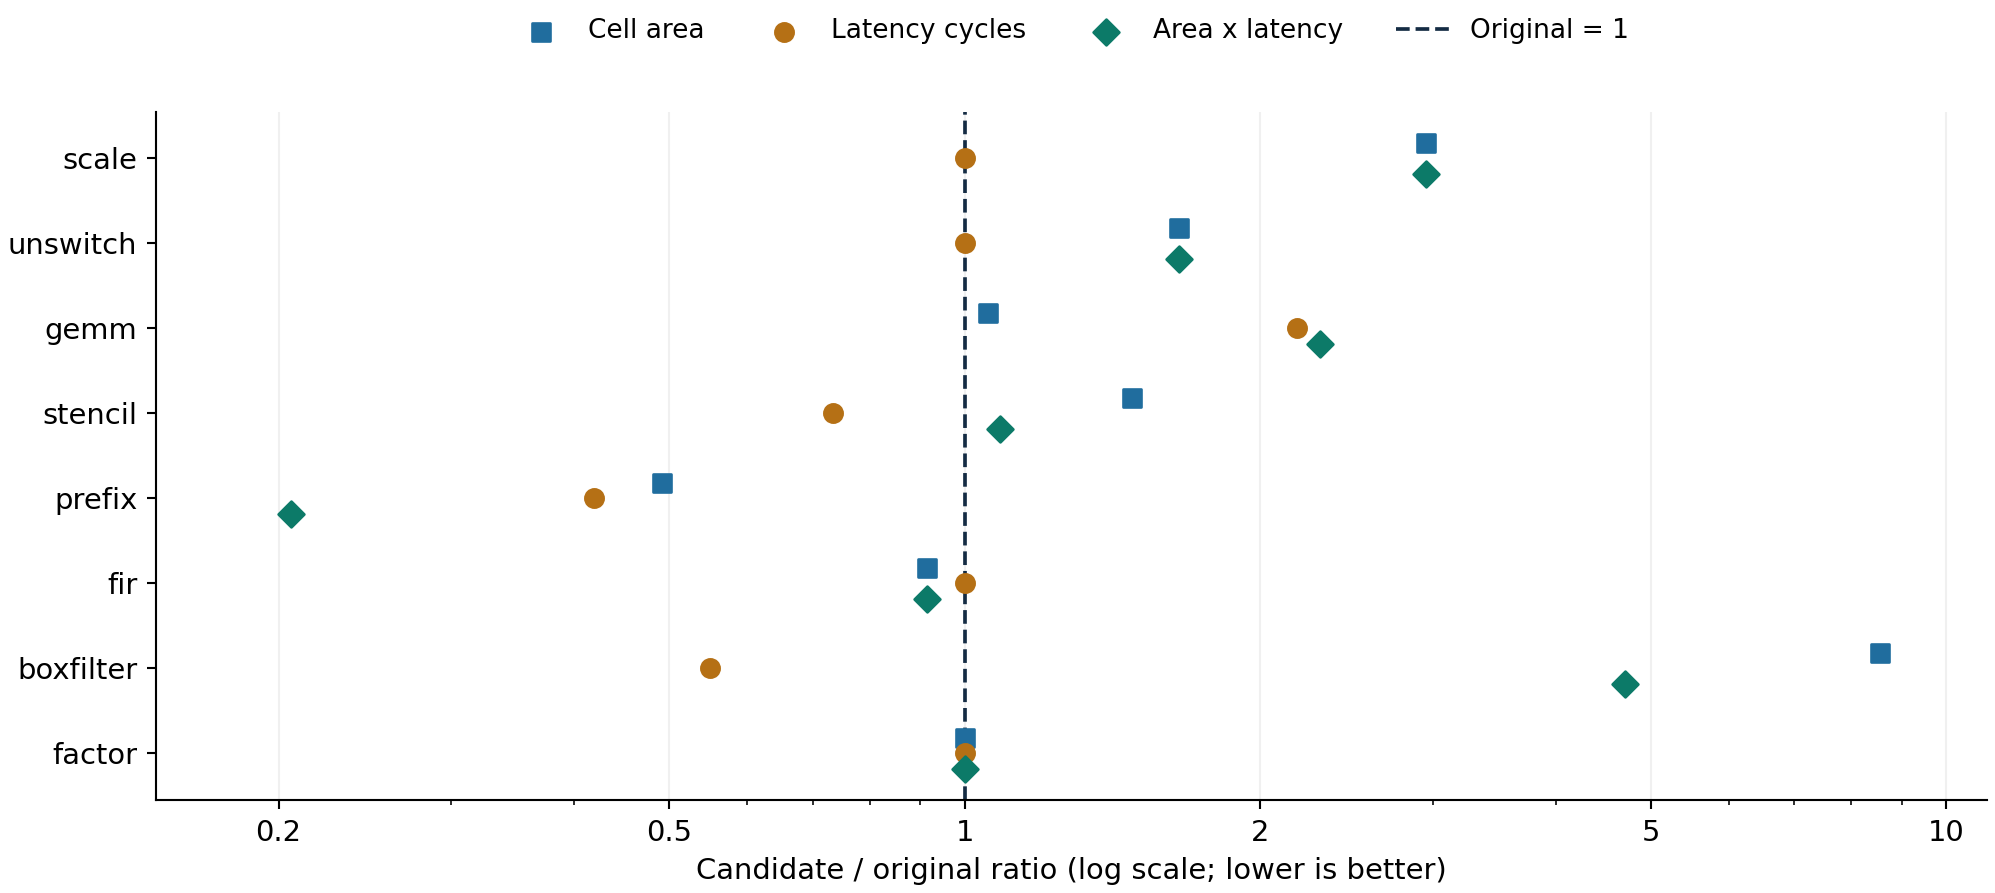 Cell area
Latency cycles
Area x latency
Original = 1
scale
unswitch
gemm
stencil
prefix
fir
boxfilter
factor
0.2 0.5 1 2 5 10
Candidate / original ratio (log scale; lower is better)